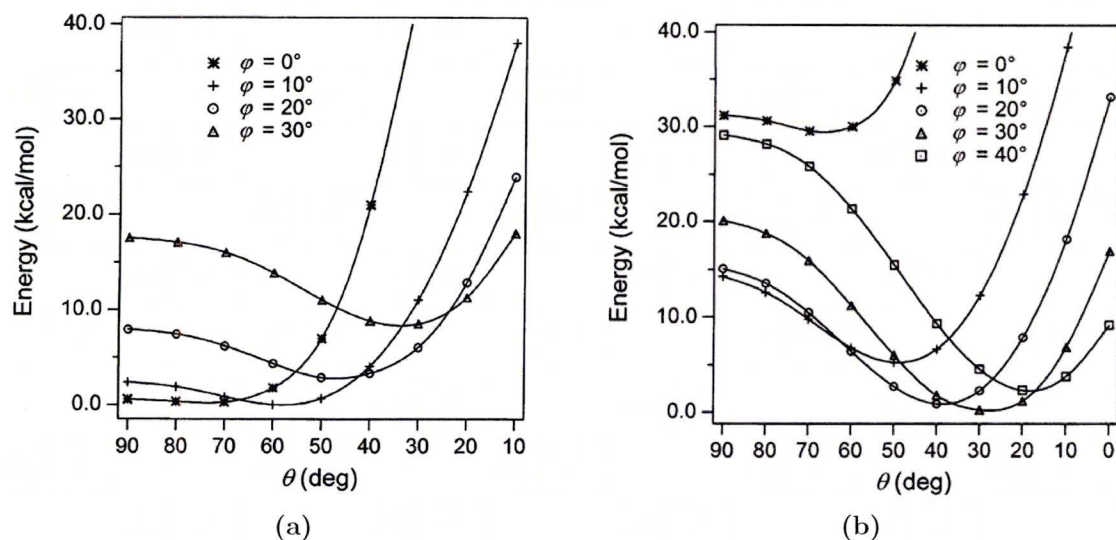 40.0
30.0
20.0
10.0
0.0
Energy (kcal/mol)
φ = 0°
φ = 10°
φ = 20°
φ = 30°
90 80 70 60 50 40 30 20 10
θ (deg)
(a)
40.0
30.0
20.0
10.0
0.0
Energy (kcal/mol)
φ = 0°
φ = 10°
φ = 20°
φ = 30°
φ = 40°
90 80 70 60 50 40 30 20 10 0
θ (deg)
(b)